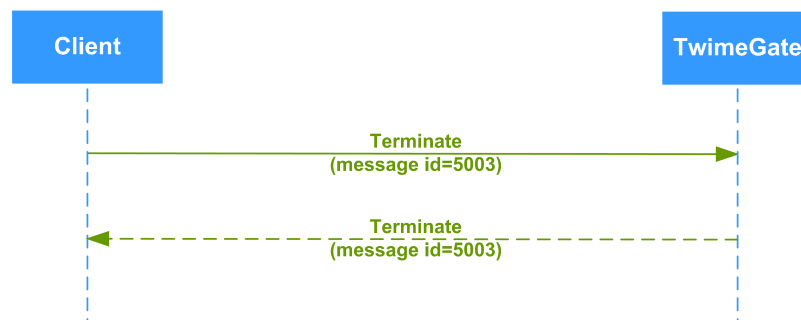 Client
TwimeGate
Terminate
(message id=5003)
Terminate
(message id=5003)